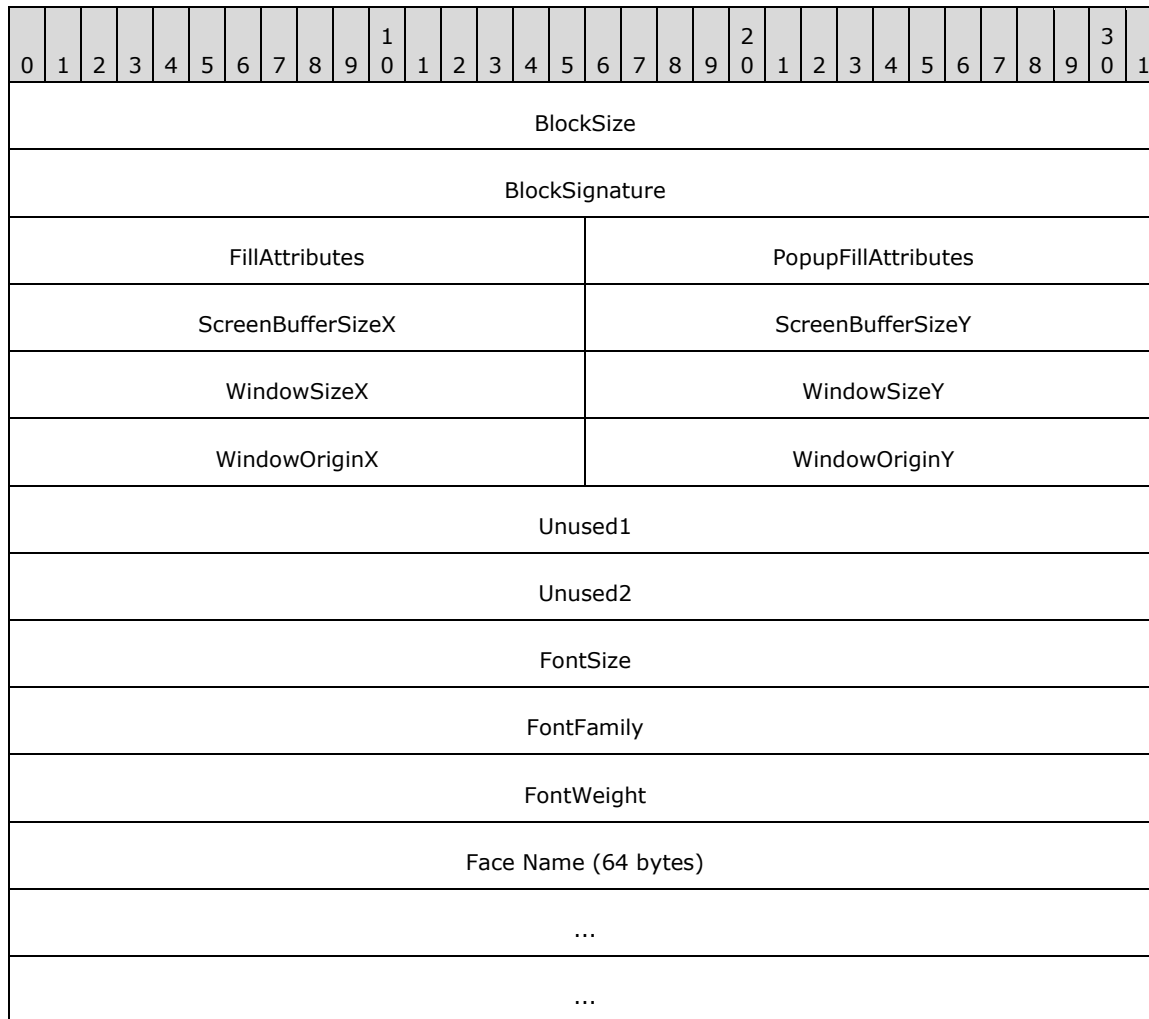 1 2 3
0 1 2 3 4 5 6 7 8 9 0 1 2 3 4 5 6 7 8 9 0 1 2 3 4 5 6 7 8 9 0 1
BlockSize
BlockSignature
FillAttributes PopupFillAttributes
ScreenBufferSizeX ScreenBufferSizeY
WindowSizeX WindowSizeY
WindowOriginX WindowOriginY
Unused1
Unused2
FontSize
FontFamily
FontWeight
Face Name (64 bytes)
...
...